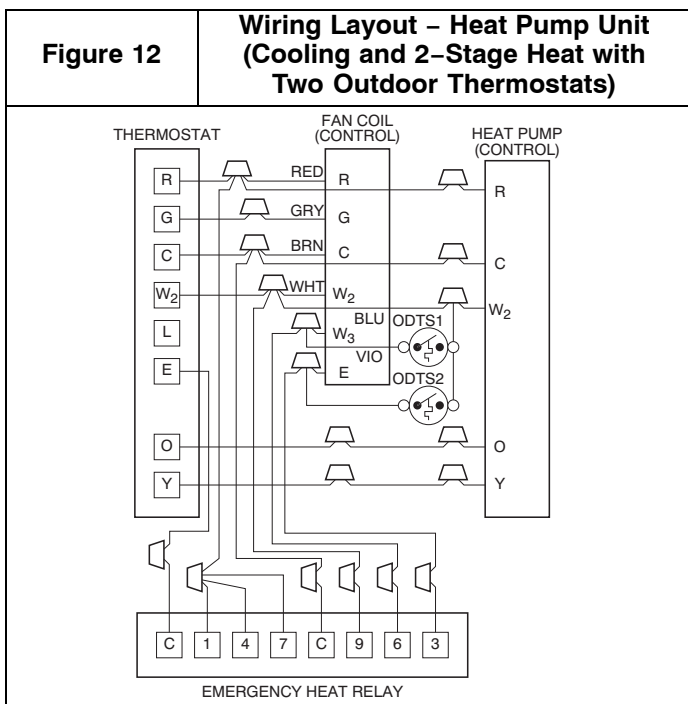 Figure 12
Wiring Layout – Heat Pump Unit
(Cooling and 2–Stage Heat with
Two Outdoor Thermostats)
THERMOSTAT
FAN COIL
(CONTROL)
HEAT PUMP
(CONTROL)
R RED R R
G GRY G
C BRN C C
W2 WHT W2 W2
L BLU W3 ODTS1
E VIO E ODTS2
O O
Y Y
C 1 4 7 C 9 6 3
EMERGENCY HEAT RELAY